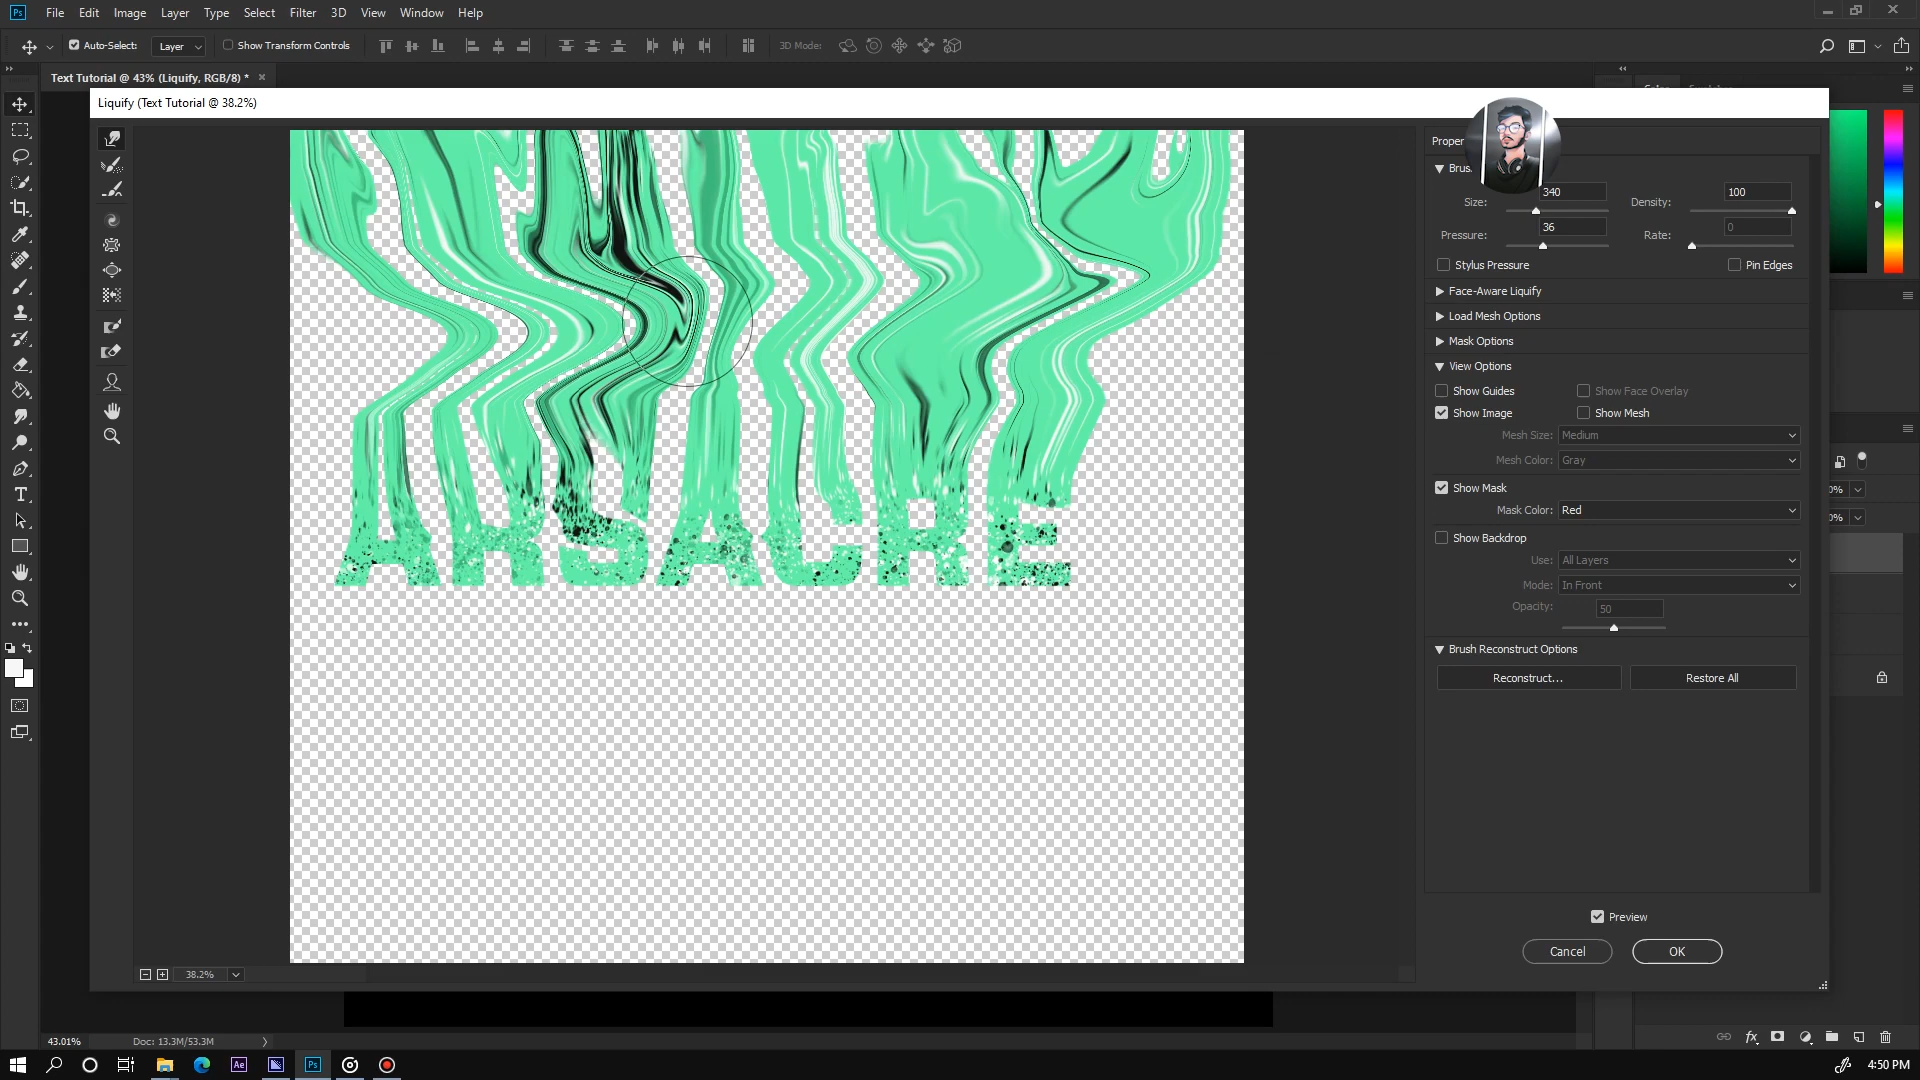 Ps File Edit Image Layer Type Select Filter 3D View Window Help
Auto-Select: Layer Show Transform Controls 3D Mode:
Text Tutorial @ 43% (Liquify, RGB/8) *
Liquify (Text Tutorial @ 38.2%)
Proper
Brus
Size: 340 Density: 100
Pressure: 36 Rate: 0
Stylus Pressure Pin Edges
Face-Aware Liquify
Load Mesh Options
Mask Options
View Options
Show Guides Show Face Overlay
Show Image Show Mesh
Mesh Size: Medium
Mesh Color: Gray
Show Mask
Mask Color: Red
Show Backdrop
Use: All Layers
Mode: In Front
Opacity: 50
Brush Reconstruct Options
Reconstruct... Restore All
ARSACRE
Preview
Cancel OK
38.2%
43.01% Doc: 13.3M/53.3M
Ae Ps 4:50 PM